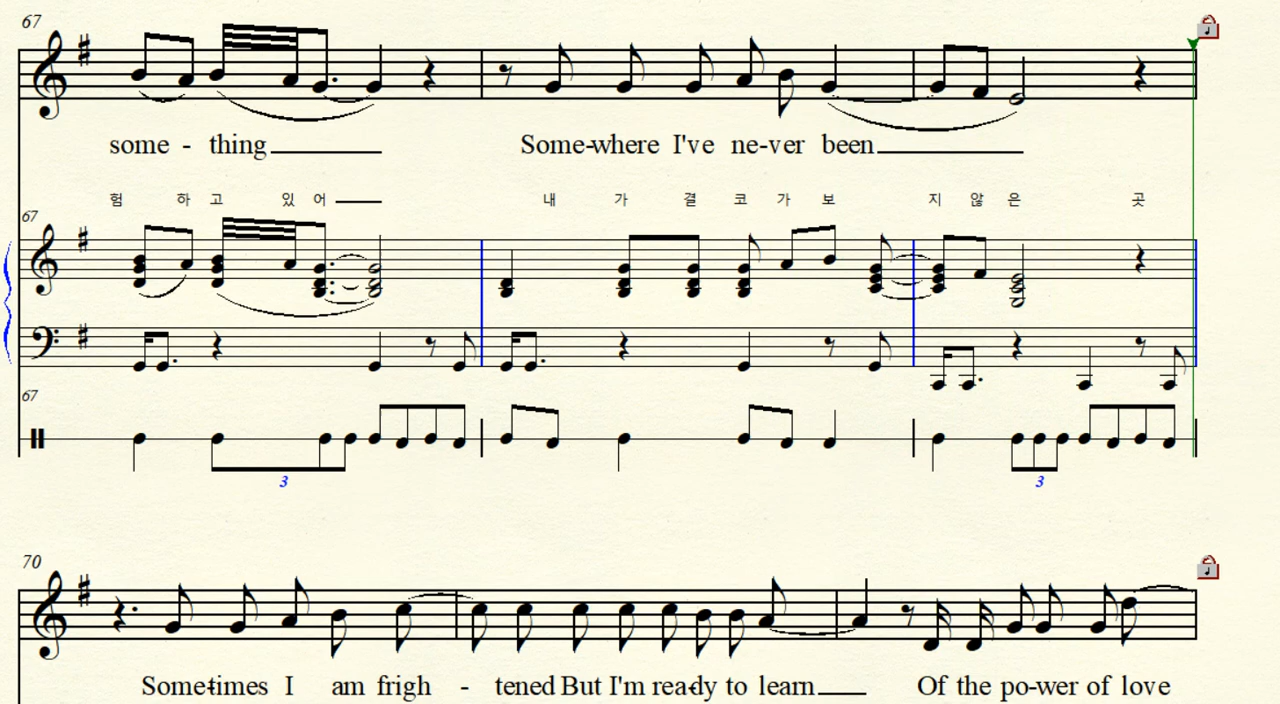 67
some - thing
Some-where I've ne-ver been
험 하 고 있 어 내 가 결 코 가 보 지 않 은 곳
67
67
3 3
70
Some-times I am frigh - tened But I'm rea-dy to learn Of the po-wer of love